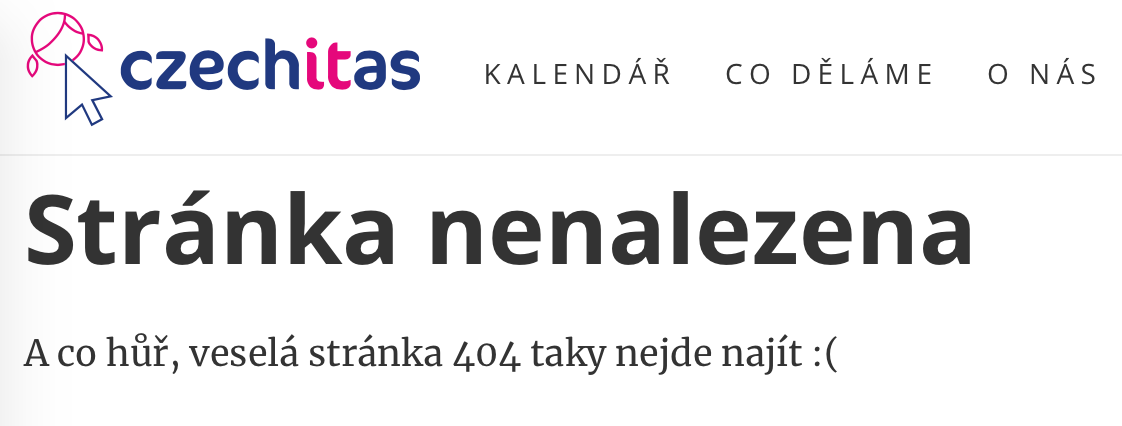 czechitas KALENDÁŘ CO DĚLÁME O NÁS
Stránka nenalezena
A co hůř, veselá stránka 404 taky nejde najít :(